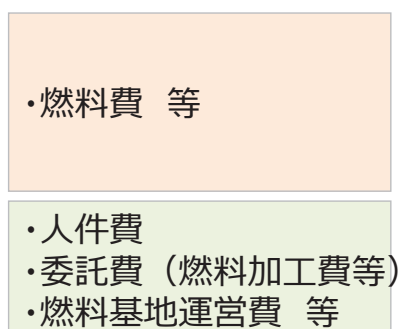 ・燃料費 等
・人件費
・委託費（燃料加工費等）
・燃料基地運営費 等